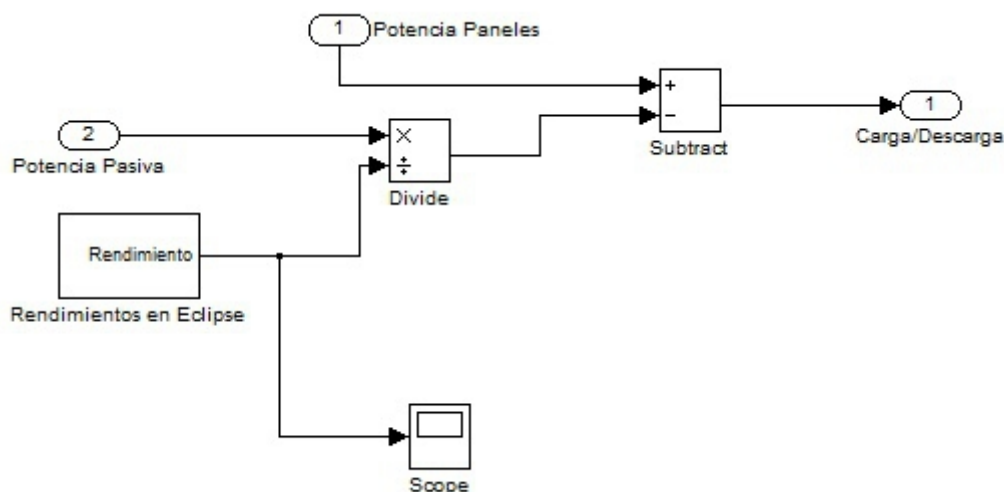 1
Potencia Paneles
+
−
Subtract
1
Carga/Descarga
2
Potencia Pasiva
×
÷
Divide
Rendimiento
Rendimientos en Eclipse
Scope